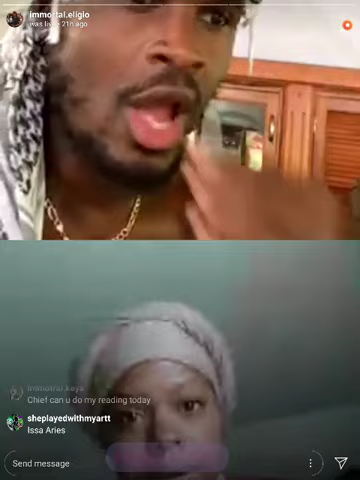 immortal.eligio
was live • 21h ago
immortal.kaya
Chief can u do my reading today
sheplayedwithmyartt
Issa Aries
Send message